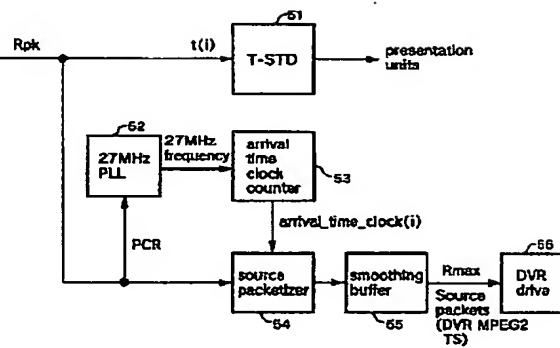 51
Rpk
t(i)
T-STD
presentation
units
52
27MHz
frequency
27MHz
PLL
arrival
time
clock
counter
53
PCR
arrival_time_clock(i)
source
packetizer
54
smoothing
buffer
55
Rmax
Source
packets
(DVR MPEG2
TS)
56
DVR
drive